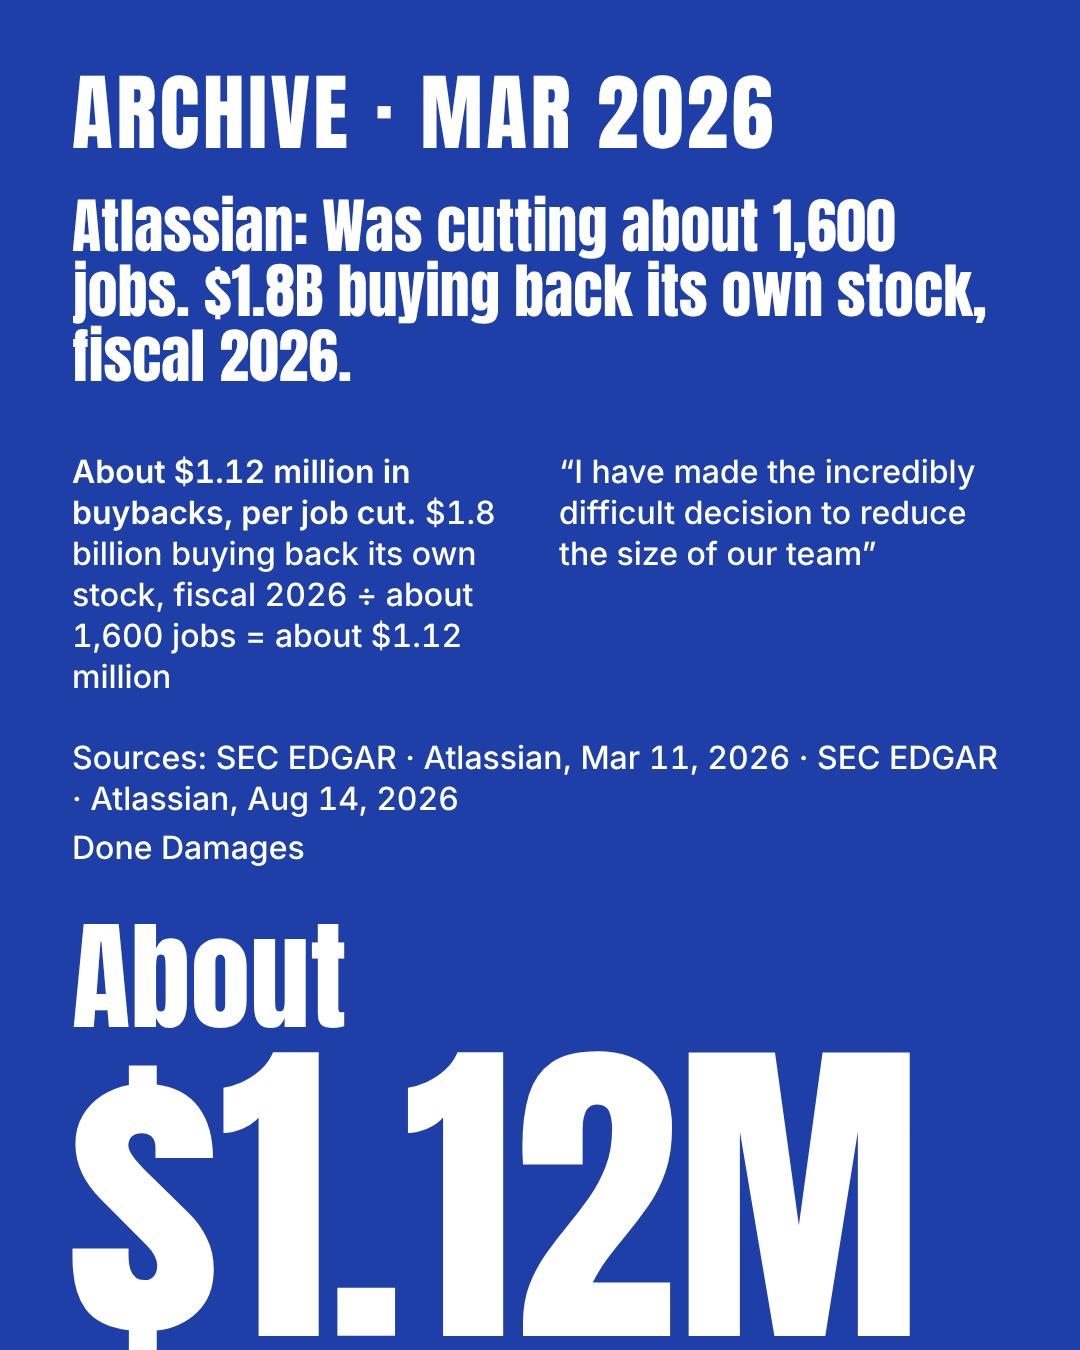 ARCHIVE · MAR 2026
Atlassian: Was cutting about 1,600
jobs. $1.8B buying back its own stock,
fiscal 2026.
About $1.12 million in
buybacks, per job cut. $1.8
billion buying back its own
stock, fiscal 2026 ÷ about
1,600 jobs = about $1.12
million
“I have made the incredibly
difficult decision to reduce
the size of our team”
Sources: SEC EDGAR · Atlassian, Mar 11, 2026 · SEC EDGAR
· Atlassian, Aug 14, 2026
Done Damages
About
$1.12M